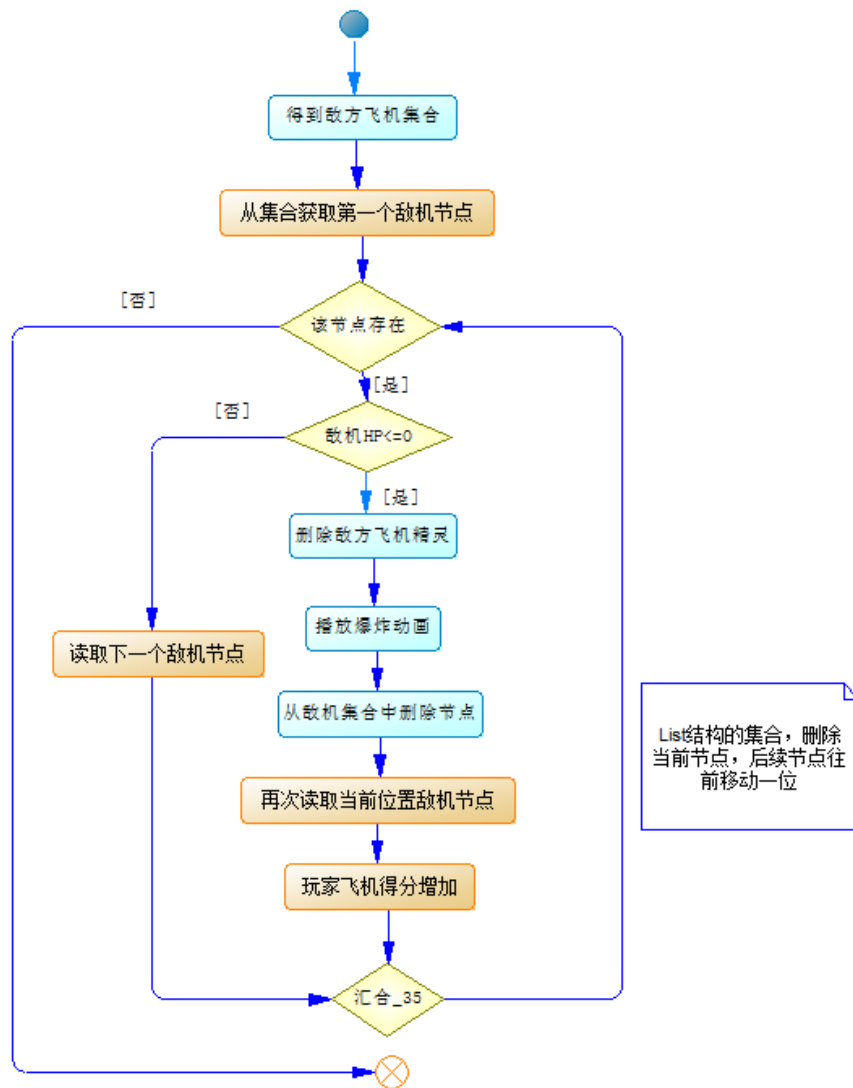 得到敌方飞机集合
从集合获取第一个敌机节点
[否]
该节点存在
[是]
[否]
敌机HP<=0
[是]
删除敌方飞机精灵
播放爆炸动画
读取下一个敌机节点
从敌机集合中删除节点
List结构的集合，删除
当前节点，后续节点往
前移动一位
再次读取当前位置敌机节点
玩家飞机得分增加
汇合_35